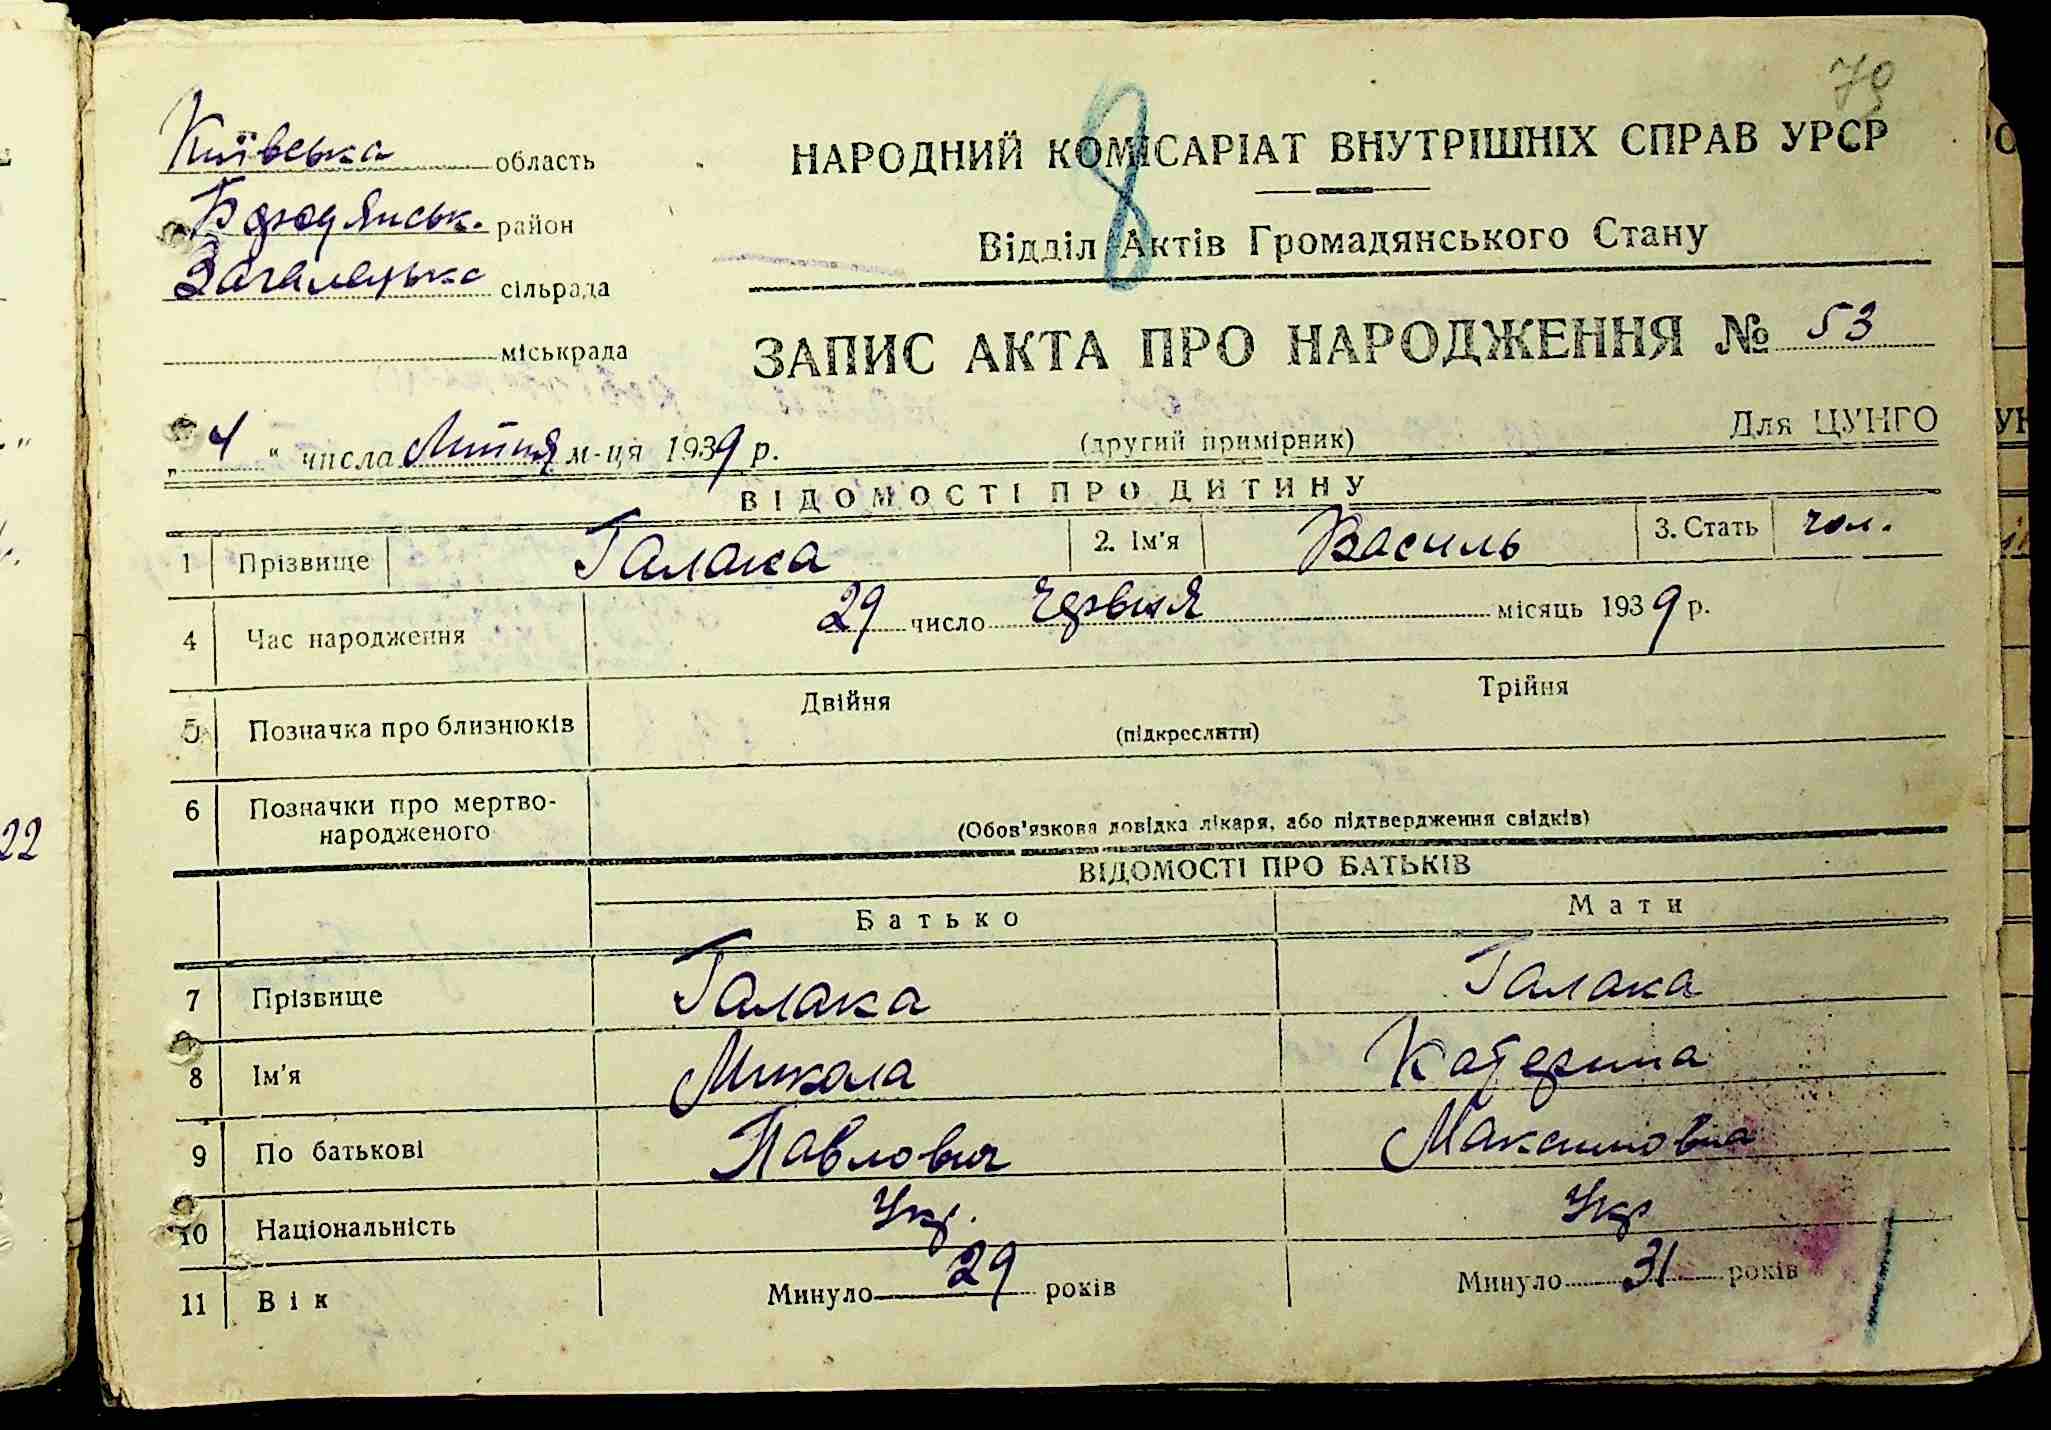 79
Київська область
НАРОДНИЙ КОМІСАРІАТ ВНУТРІШНІХ СПРАВ УРСР
8
Бородянськ. район
Відділ Актів Громадянського Стану
Загалецька сільрада
міськрада
ЗАПИС АКТА ПРО НАРОДЖЕННЯ № 53
„ 4 “ числа Липня м-ця 1939 р.
(другий примірник)
Для ЦУНГО
ВІДОМОСТІ ПРО ДИТИНУ
1 Прізвище Галака 2. Ім'я Василь 3. Стать чол.
4 Час народження 29 число Червня місяць 1939 р.
5 Позначка про близнюків Двійня Трійня
(підкреслити)
6 Позначки про мертво-
народженого
(Обов'язкова довідка лікаря, або підтвердження свідків)
ВІДОМОСТІ ПРО БАТЬКІВ
Батько Мати
7 Прізвище Галака Галака
8 Ім'я Микола Катерина
9 По батькові Павлович Максимовна
10 Національність Укр. Укр
11 Вік Минуло 29 років Минуло 31 років
22